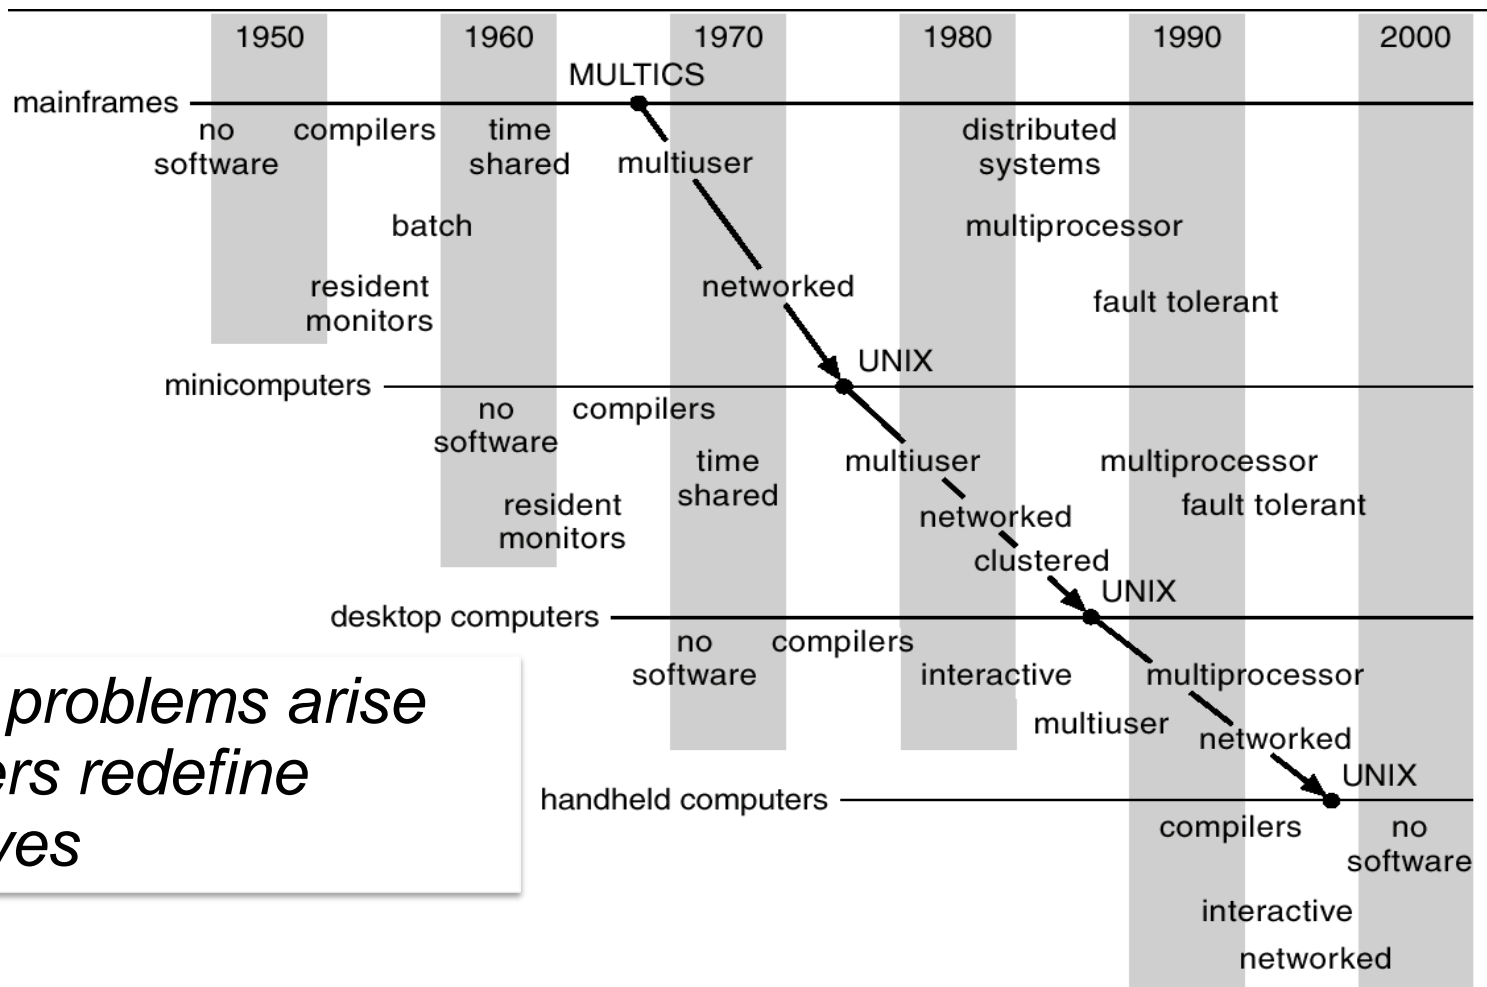 1950 1960 1970 1980 1990 2000
MULTICS
mainframes
no compilers time distributed
software shared multiuser systems
batch multiprocessor
resident networked fault tolerant
monitors
UNIX
minicomputers
no compilers
software
time multiuser multiprocessor
shared
resident fault tolerant
monitors networked
clustered
UNIX
desktop computers
no compilers
software interactive multiprocessor
multiuser
networked
UNIX
handheld computers
compilers no
software
interactive
networked
problems arise
redefine